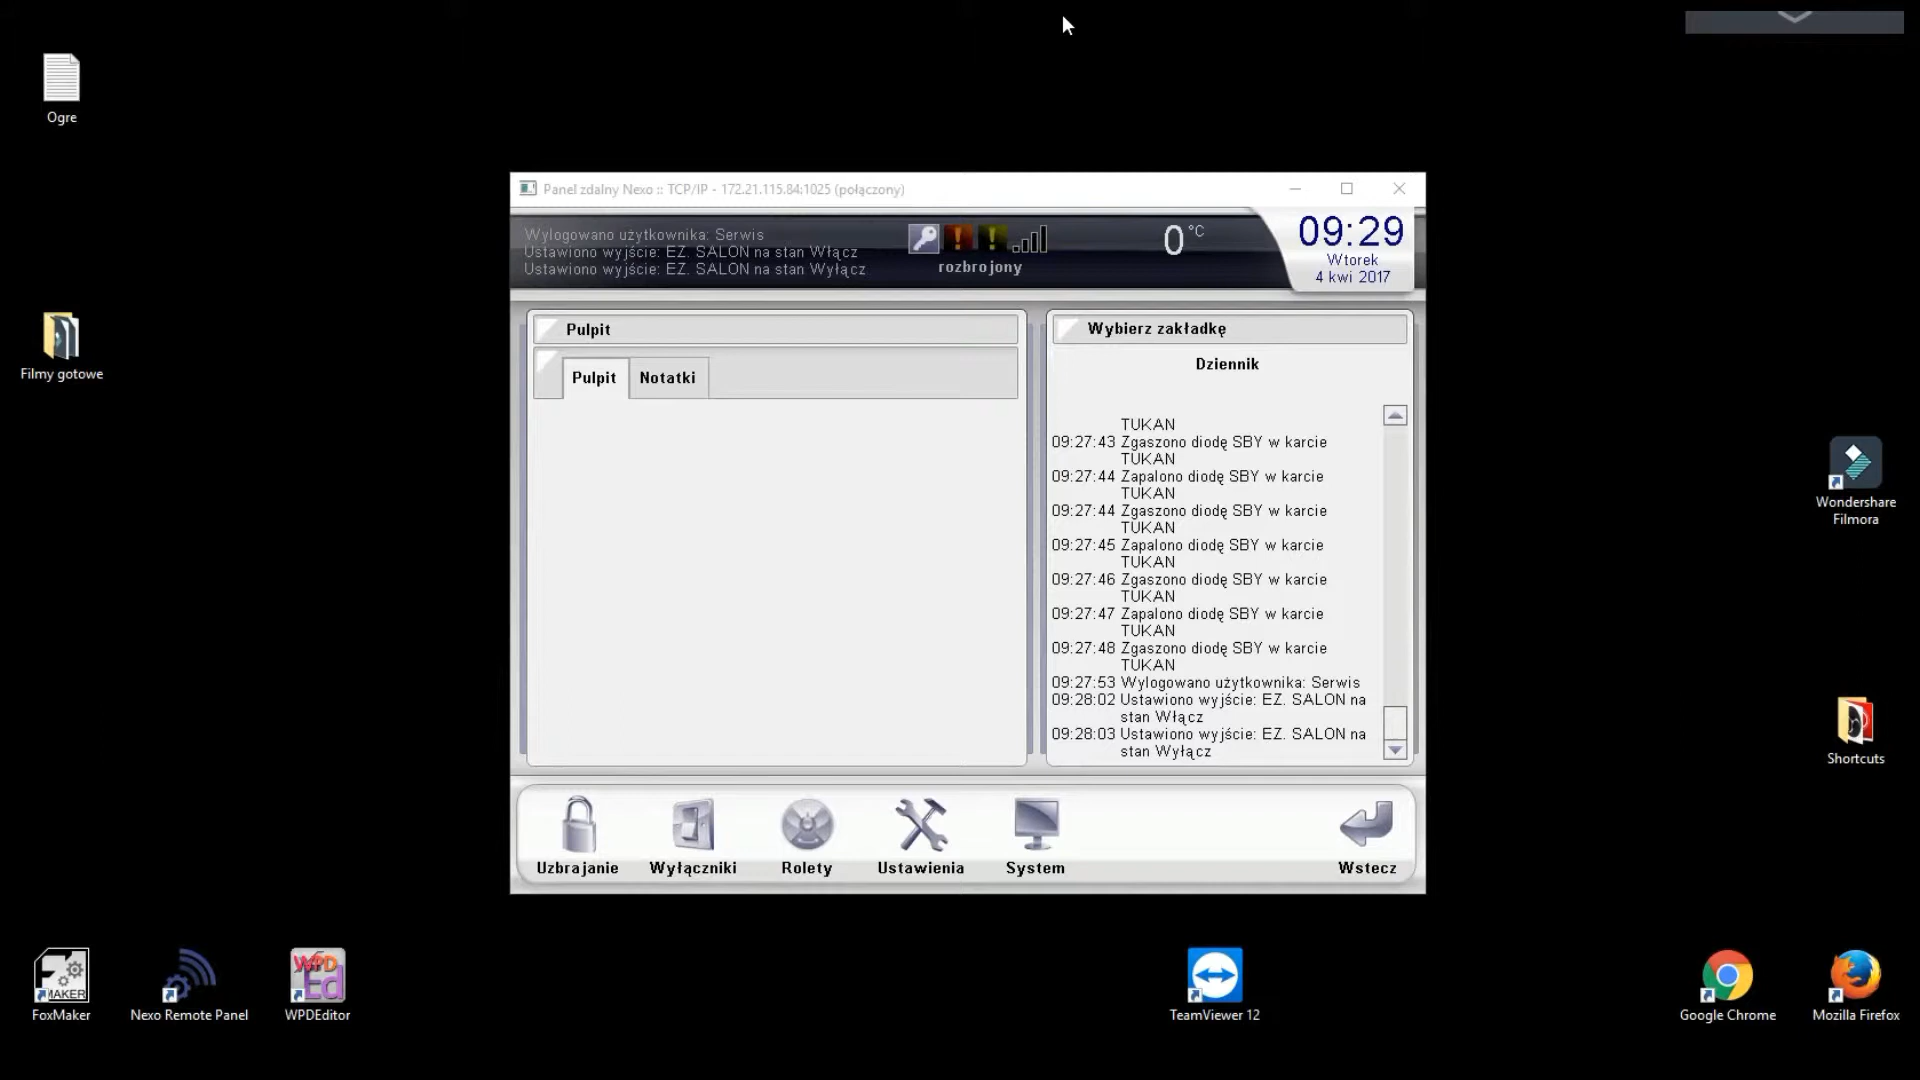 Ogre
Filmy gotowe
Panel zdalny Nexo :: TCP/IP - 172.21.115.84:1025 (połączony)
Wylogowano użytkownika: Serwis
Ustawiono wyjście: EZ. SALON na stan Włącz
Ustawiono wyjście: EZ. SALON na stan Wyłącz
rozbrojony
0 °C
09:29
Wtorek
4 kwi 2017
Pulpit
Pulpit Notatki
Wybierz zakładkę
Dziennik
TUKAN
09:27:43 Zgaszono diodę SBY w karcie
TUKAN
09:27:44 Zapalono diodę SBY w karcie
TUKAN
09:27:44 Zgaszono diodę SBY w karcie
TUKAN
09:27:45 Zapalono diodę SBY w karcie
TUKAN
09:27:46 Zgaszono diodę SBY w karcie
TUKAN
09:27:47 Zapalono diodę SBY w karcie
TUKAN
09:27:48 Zgaszono diodę SBY w karcie
TUKAN
09:27:53 Wylogowano użytkownika: Serwis
09:28:02 Ustawiono wyjście: EZ. SALON na
stan Włącz
09:28:03 Ustawiono wyjście: EZ. SALON na
stan Wyłącz
Uzbrajanie Wyłączniki Rolety Ustawienia System Wstecz
Wondershare
Filmora
Shortcuts
MAKER
FoxMaker
Nexo Remote Panel
WPD
Ed
WPDEditor
TeamViewer 12
Google Chrome
Mozilla Firefox